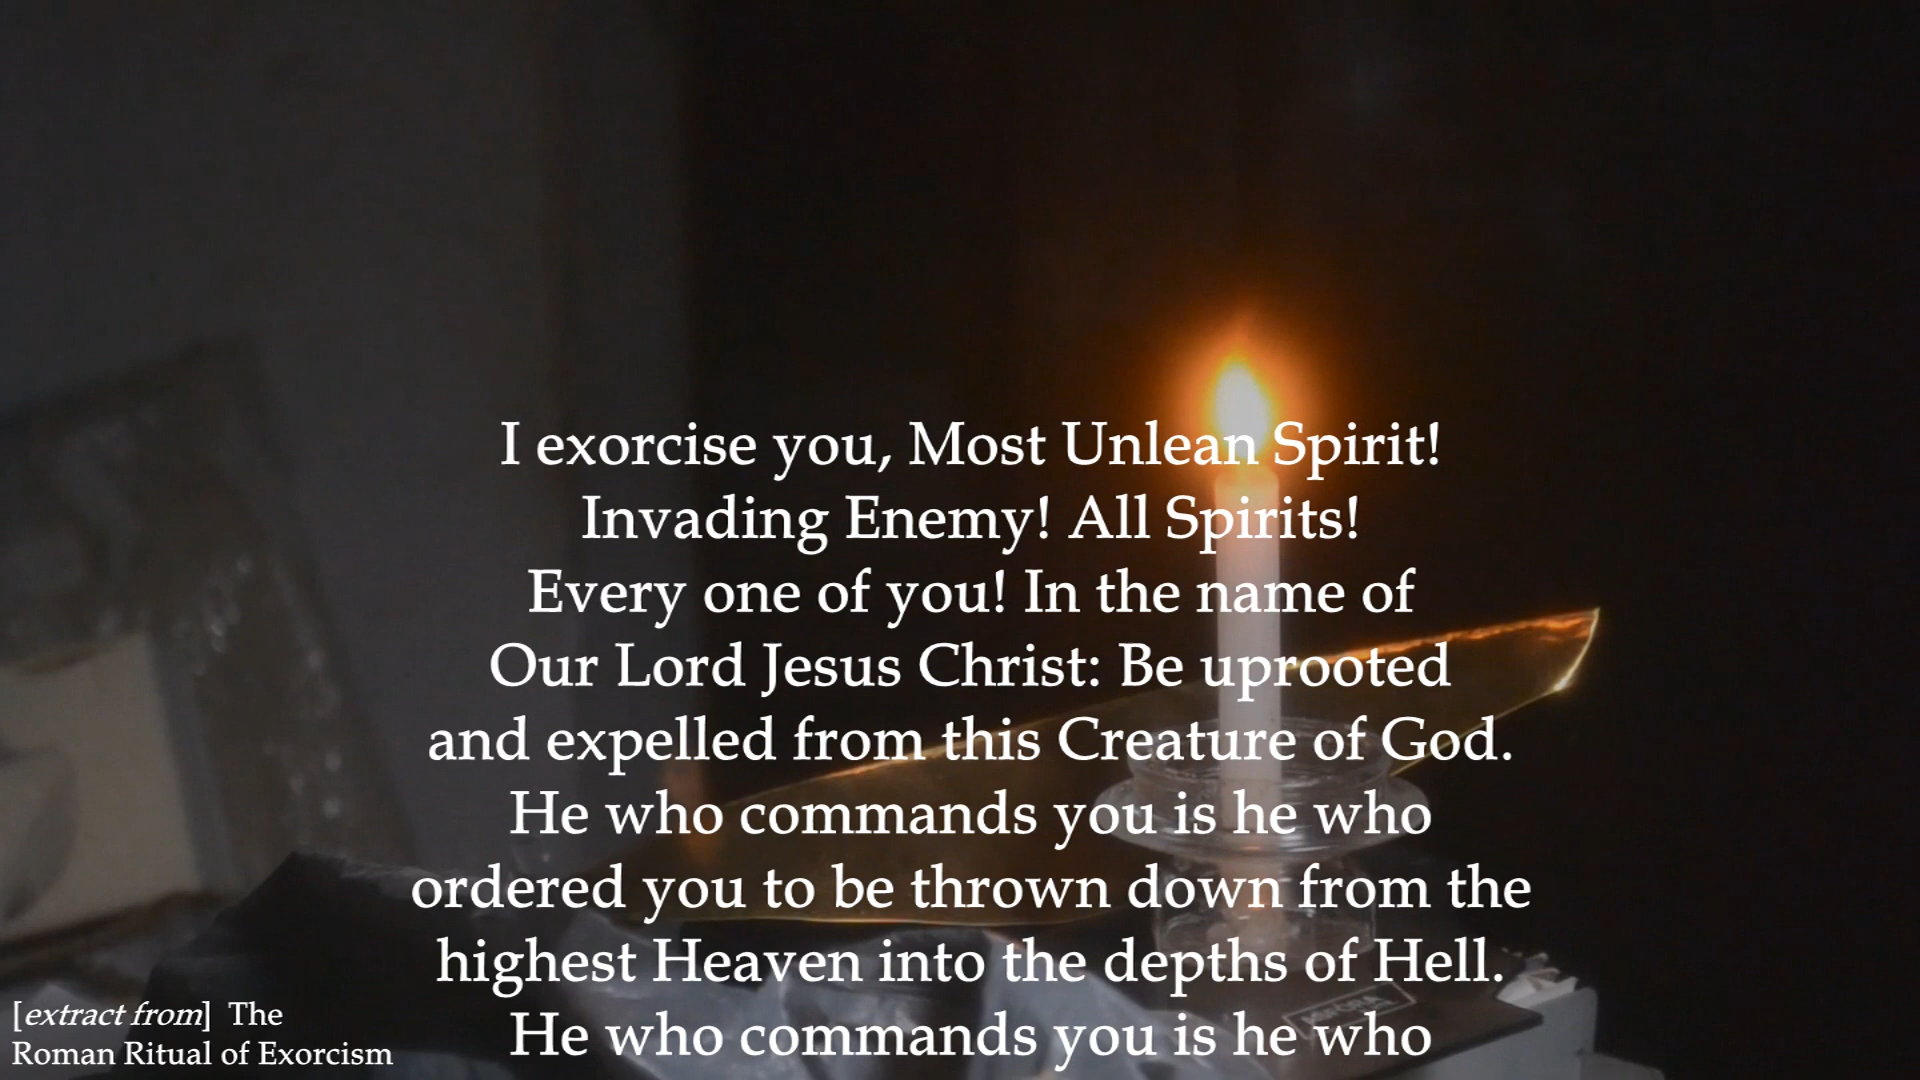 I exorcise you, Most Unlean Spirit!
Invading Enemy! All Spirits!
Every one of you! In the name of
Our Lord Jesus Christ: Be uprooted
and expelled from this Creature of God.
He who commands you is he who
ordered you to be thrown down from the
highest Heaven into the depths of Hell.
He who commands you is he who
[extract from] The
Roman Ritual of Exorcism